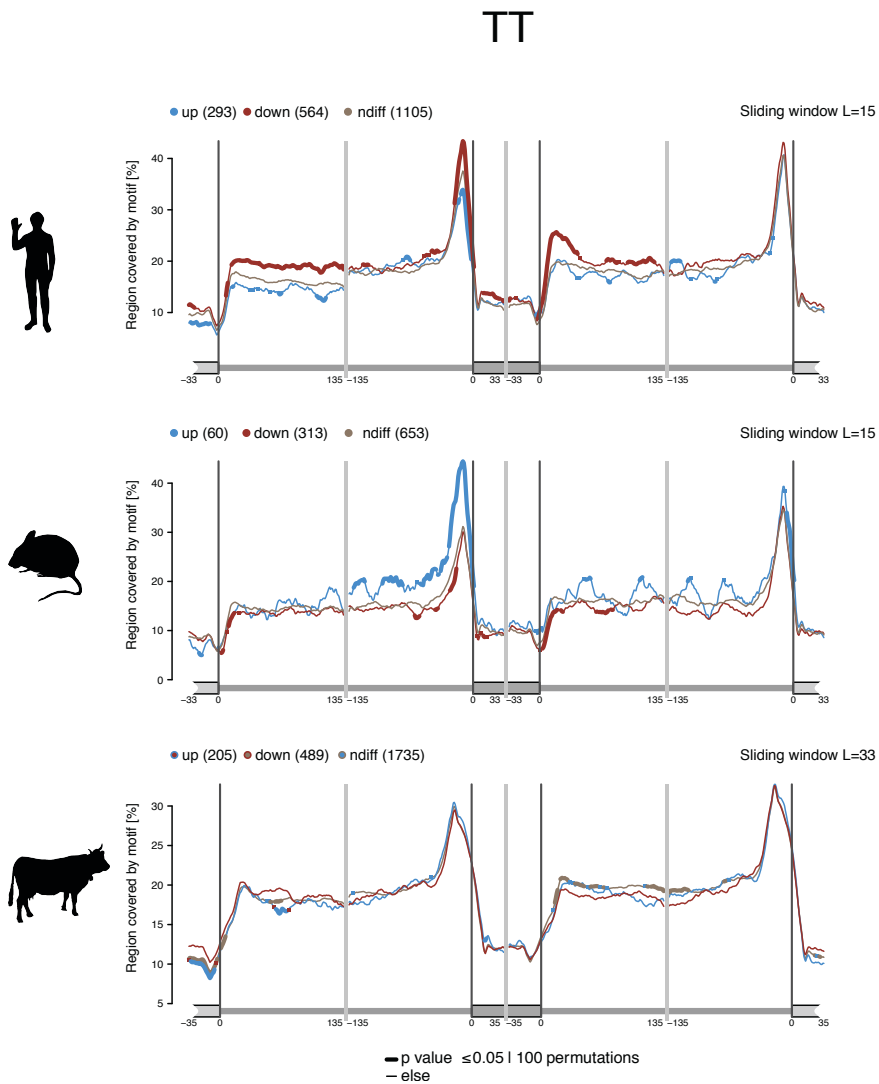 TT
up (293) down (564) ndiff (1105) Sliding window L=15
Region covered by motif [%]
40
30
20
10
−33 0 135 −135 0 33 −33 0 135 −135 0 33
up (60) down (313) ndiff (653) Sliding window L=15
Region covered by motif [%]
40
30
20
10
0
−33 0 135 −135 0 33 −33 0 135 −135 0 33
up (205) down (489) ndiff (1735) Sliding window L=33
Region covered by motif [%]
30
25
20
15
10
5
−35 0 135 −135 0 35 −35 0 135 −135 0 35
p value ≤0.05 | 100 permutations
else